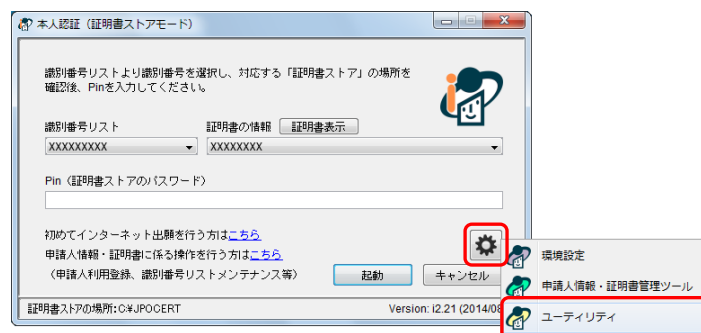 本人認証（証明書ストアモード）
識別番号リストより識別番号を選択し、対応する「証明書ストア」の場所を
確認後、Pinを入力してください。
識別番号リスト 証明書の情報 証明書表示
XXXXXXXXX XXXXXXXX
Pin（証明書ストアのパスワード）
初めてインターネット出願を行う方はこちら
申請人情報・証明書に係る操作を行う方はこちら
（申請人利用登録、識別番号リストメンテナンス等） 起動 キャンセル
証明書ストアの場所:C¥JPOCERT Version: i2.21 (2014/08
環境設定
申請人情報・証明書管理ツール
ユーティリティ